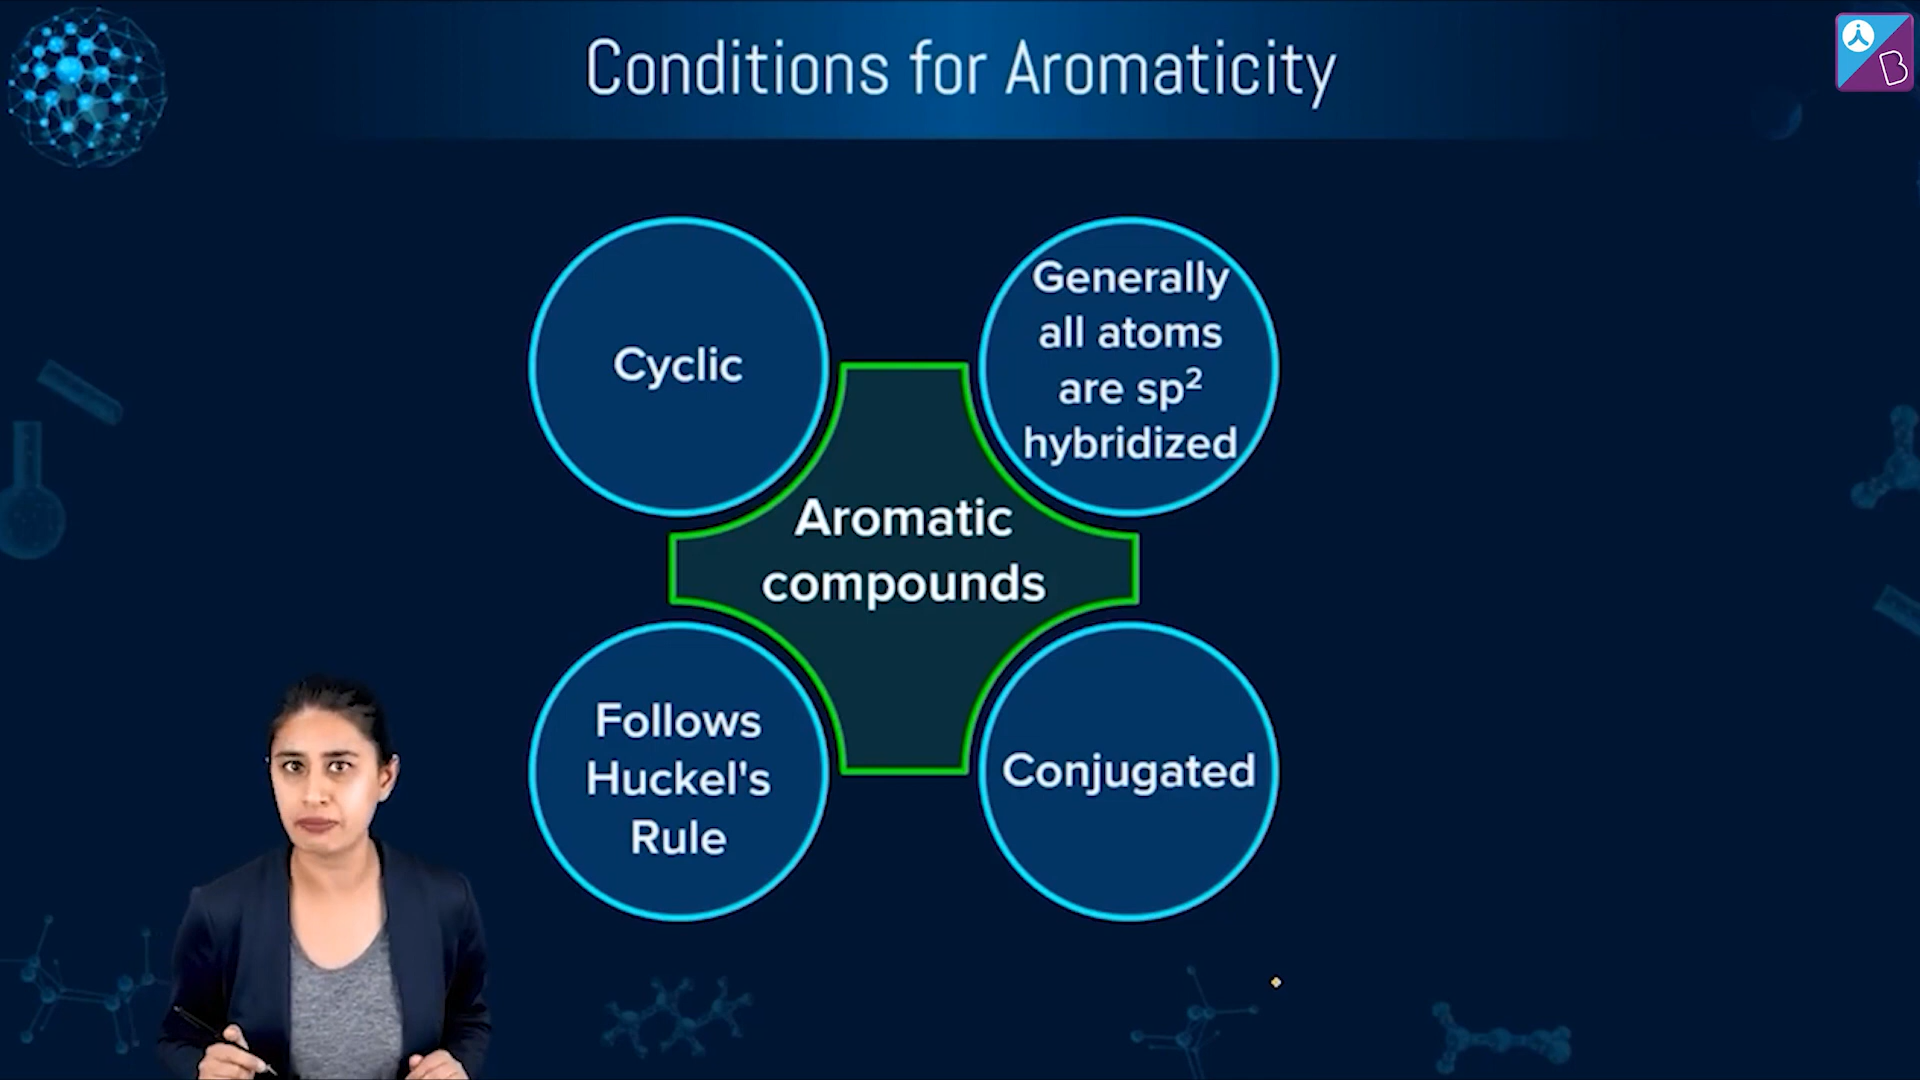 Conditions for Aromaticity
Cyclic
Generally
all atoms
are sp²
hybridized
Aromatic
compounds
Follows
Huckel's
Rule
Conjugated
B